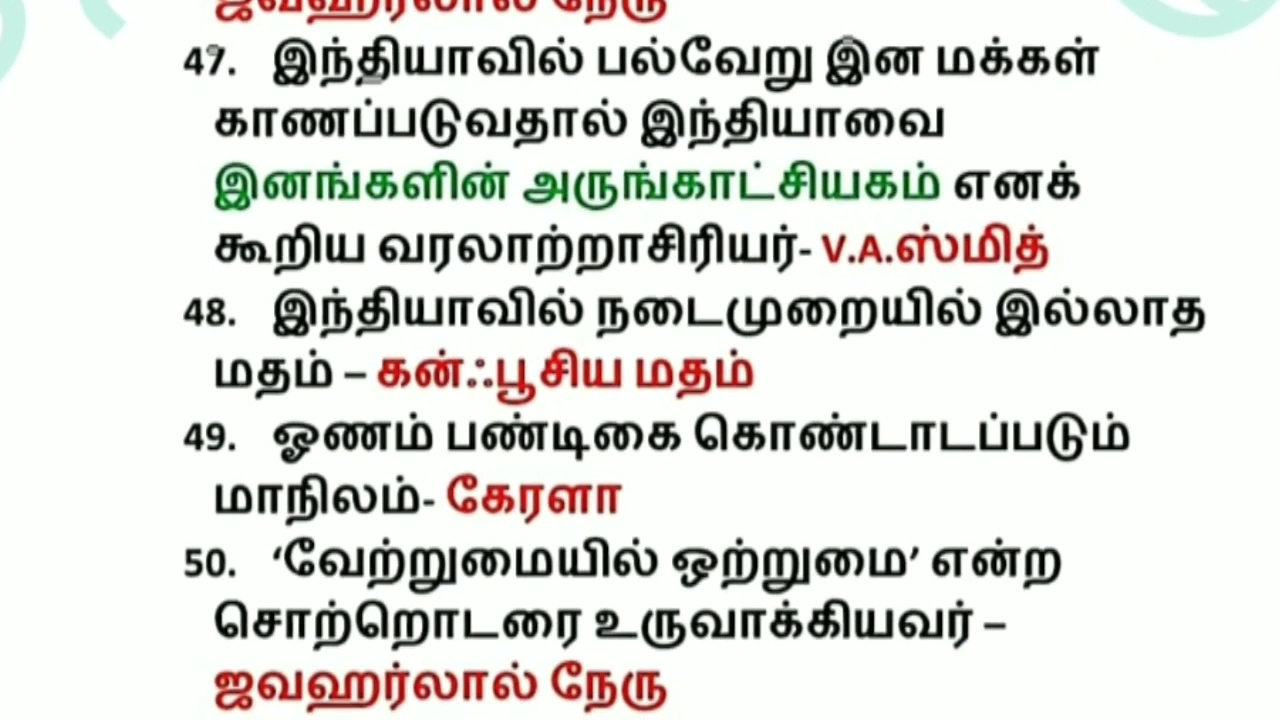 ஜவஹர்லால் நேரு
47. இந்தியாவில் பல்வேறு இன மக்கள்
காணப்படுவதால் இந்தியாவை
இனங்களின் அருங்காட்சியகம் எனக்
கூறிய வரலாற்றாசிரியர்- V.A.ஸ்மித்
48. இந்தியாவில் நடைமுறையில் இல்லாத
மதம் – கன்ஃபூசிய மதம்
49. ஓணம் பண்டிகை கொண்டாடப்படும்
மாநிலம்- கேரளா
50. ‘வேற்றுமையில் ஒற்றுமை’ என்ற
சொற்றொடரை உருவாக்கியவர் –
ஜவஹர்லால் நேரு